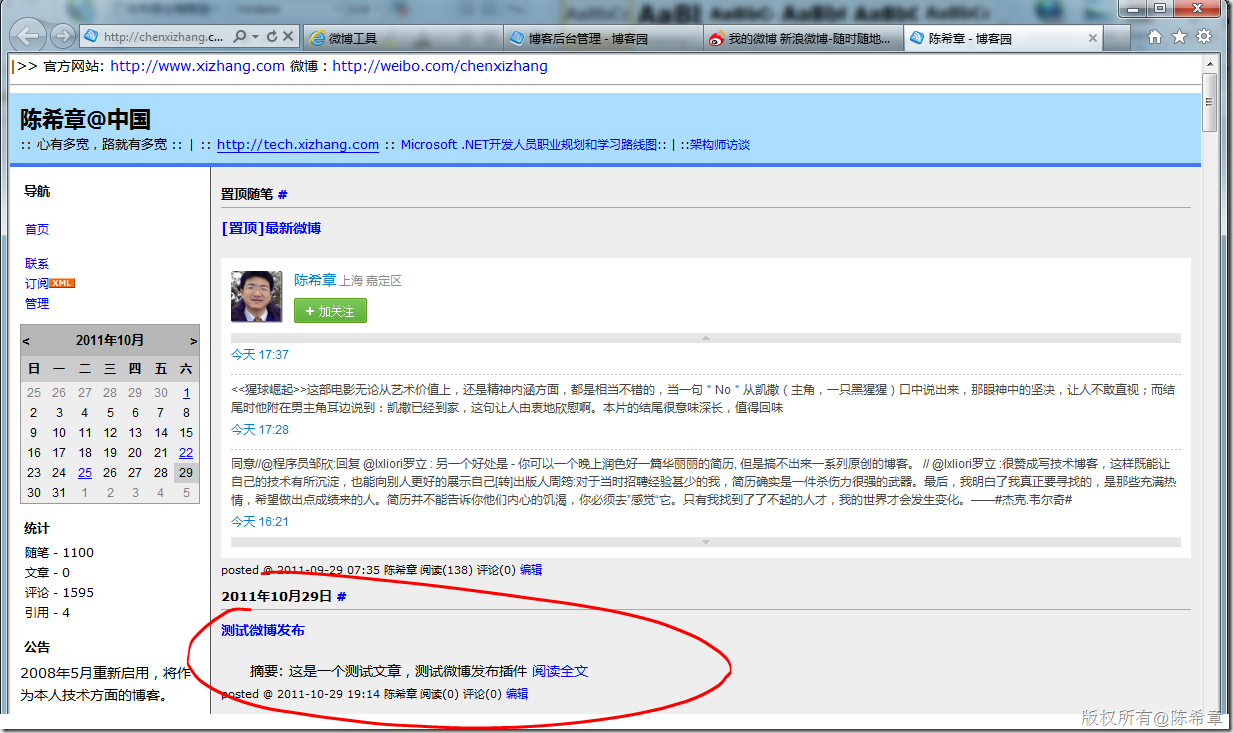 http://chenxizhang.c...
微博工具
博客后台管理 - 博客园
我的微博 新浪微博-随时随地...
陈希章 - 博客园
>> 官方网站: http://www.xizhang.com 微博 : http://weibo.com/chenxizhang
陈希章@中国
:: 心有多宽，路就有多宽 :: | :: http://tech.xizhang.com :: Microsoft .NET开发人员职业规划和学习路线图:: | ::架构师访谈
导航
首页
联系
订阅 XML
管理
< 2011年10月 >
日 一 二 三 四 五 六
25 26 27 28 29 30 1
2 3 4 5 6 7 8
9 10 11 12 13 14 15
16 17 18 19 20 21 22
23 24 25 26 27 28 29
30 31 1 2 3 4 5
统计
随笔 - 1100
文章 - 0
评论 - 1595
引用 - 4
公告
2008年5月重新启用，将作
为本人技术方面的博客。
置顶随笔 #
[置顶]最新微博
陈希章 上海 嘉定区
+ 加关注
今天 17:37
<<猩球崛起>>这部电影无论从艺术价值上，还是精神内涵方面，都是相当不错的，当一句＂No＂从凯撒（主角，一只黑猩猩）口中说出来，那眼神中的坚决，让人不敢直视；而结
尾时他附在男主角耳边说到：凯撒已经到家，这句让人由衷地欣慰啊。本片的结尾很意味深长，值得回味
今天 17:28
同意//@程序员邹欣:回复 @lxliori罗立 : 另一个好处是 - 你可以一个晚上润色好一篇华丽丽的简历, 但是搞不出来一系列原创的博客。 // @lxliori罗立 :很赞成写技术博客，这样既能让
自己的技术有所沉淀，也能向别人更好的展示自己[转]出版人周筠:对于当时招聘经验甚少的我，简历确实是一件杀伤力很强的武器。最后，我明白了我真正要寻找的，是那些充满热
情，希望做出点成绩来的人。简历并不能告诉你他们内心的饥渴，你必须去"感觉"它。只有我找到了了不起的人才，我的世界才会发生变化。——#杰克.韦尔奇#
今天 16:21
posted @ 2011-09-29 07:35 陈希章 阅读(138) 评论(0) 编辑
2011年10月29日 #
测试微博发布
摘要: 这是一个测试文章，测试微博发布插件 阅读全文
posted @ 2011-10-29 19:14 陈希章 阅读(0) 评论(0) 编辑
版权所有@陈希章